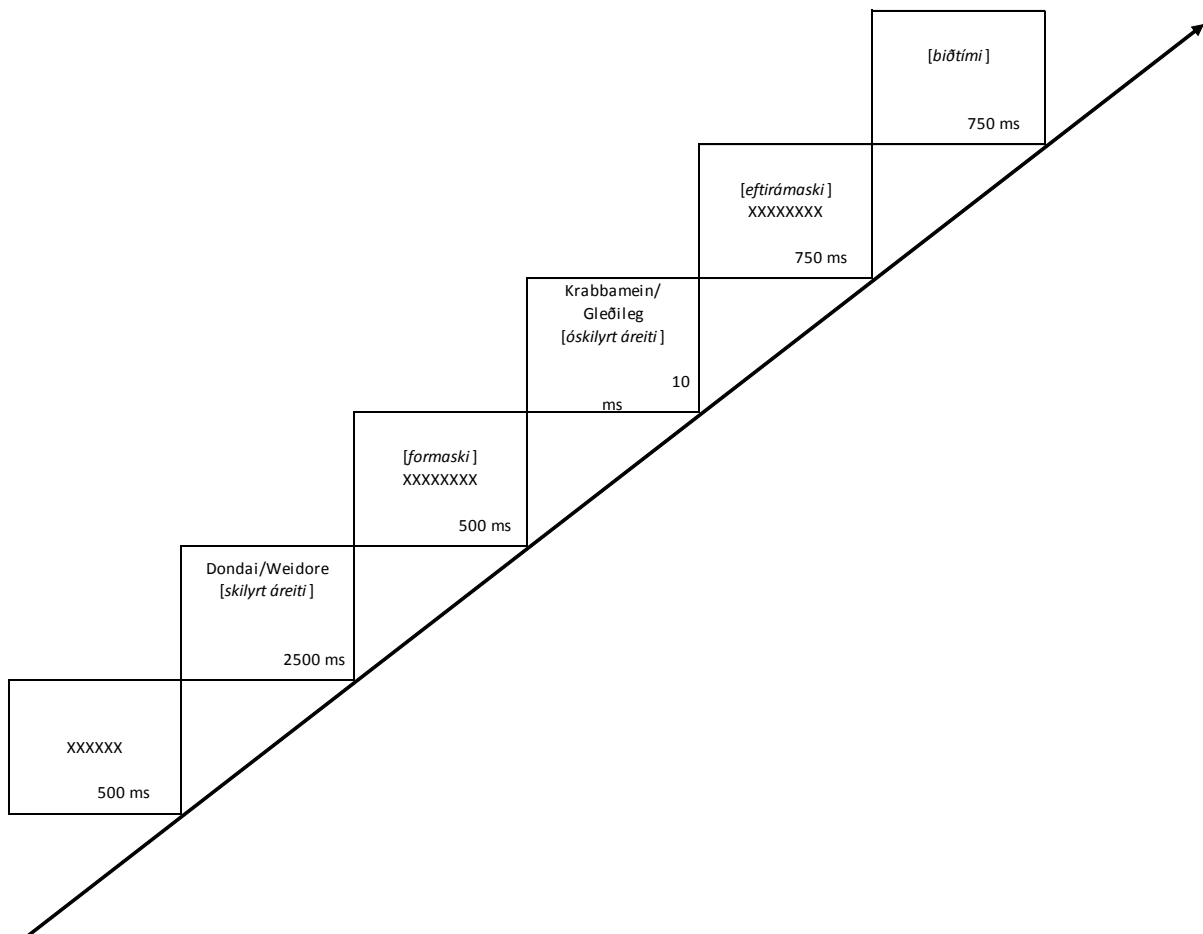 [biðtími]
750 ms
[eftirámaski]
XXXXXXXX
750 ms
Krabbamein/
Gleðileg
[óskilyrt áreiti]
10
ms
[formaski]
XXXXXXXX
500 ms
Dondai/Weidore
[skilyrt áreiti]
2500 ms
XXXXXX
500 ms